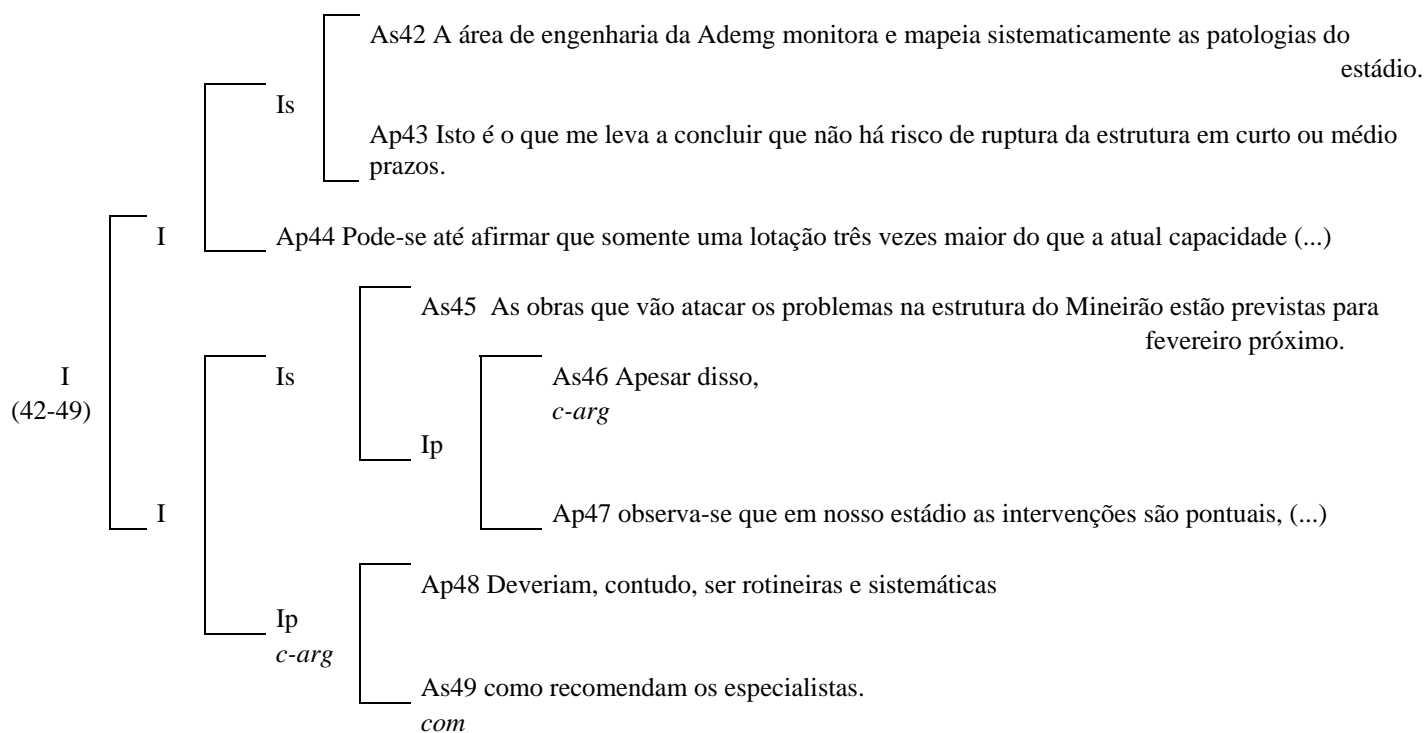 As42 A área de engenharia da Ademg monitora e mapeia sistematicamente as patologias do
estádio.
Is
Ap43 Isto é o que me leva a concluir que não há risco de ruptura da estrutura em curto ou médio
prazos.
I
Ap44 Pode-se até afirmar que somente uma lotação três vezes maior do que a atual capacidade (...)
As45 As obras que vão atacar os problemas na estrutura do Mineirão estão previstas para
fevereiro próximo.
I
(42-49)
Is
As46 Apesar disso,
c-arg
Ip
I
Ap47 observa-se que em nosso estádio as intervenções são pontuais, (...)
Ap48 Deveriam, contudo, ser rotineiras e sistemáticas
Ip
c-arg
As49 como recomendam os especialistas.
com